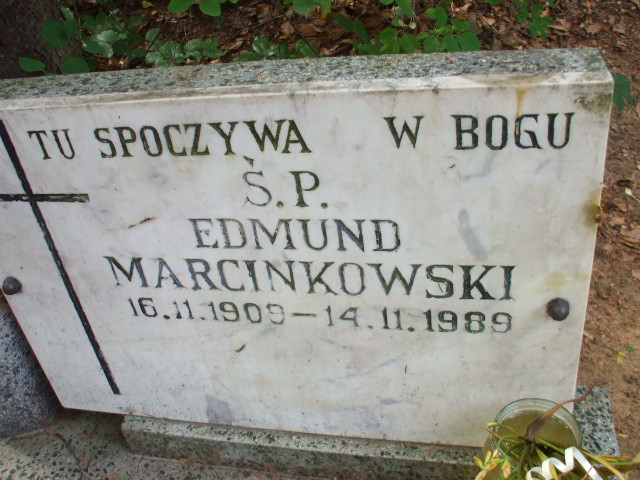 TU SPOCZYWA W BOGU
Ś.P.
EDMUND
MARCINKOWSKI
16.11.1909-14.11.1989